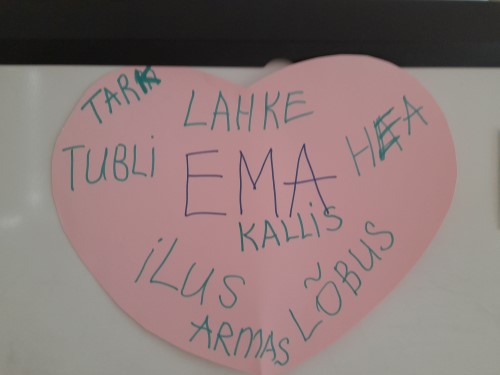 TARK
LAHKE
HEA
TUBLI
EMA
KALLIS
ILUS
LÕBUS
ARMAS